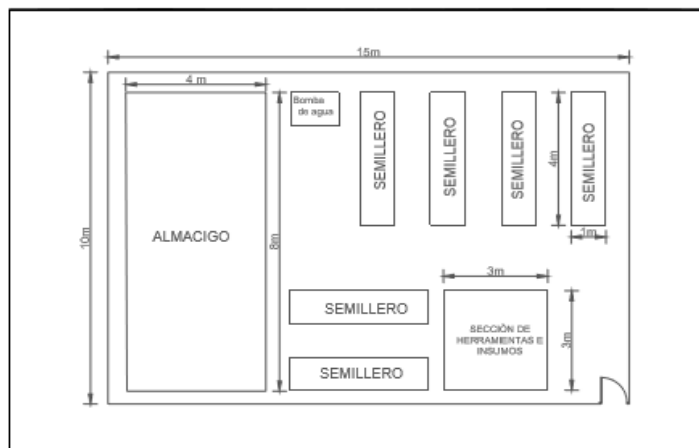 15m
4 m
Bomba
de agua
SEMILLERO
SEMILLERO
SEMILLERO
SEMILLERO
4m
10m
ALMACIGO
8m
1m
3m
SEMILLERO
SECCIÓN DE
HERRAMIENTAS E
INSUMOS
3m
SEMILLERO